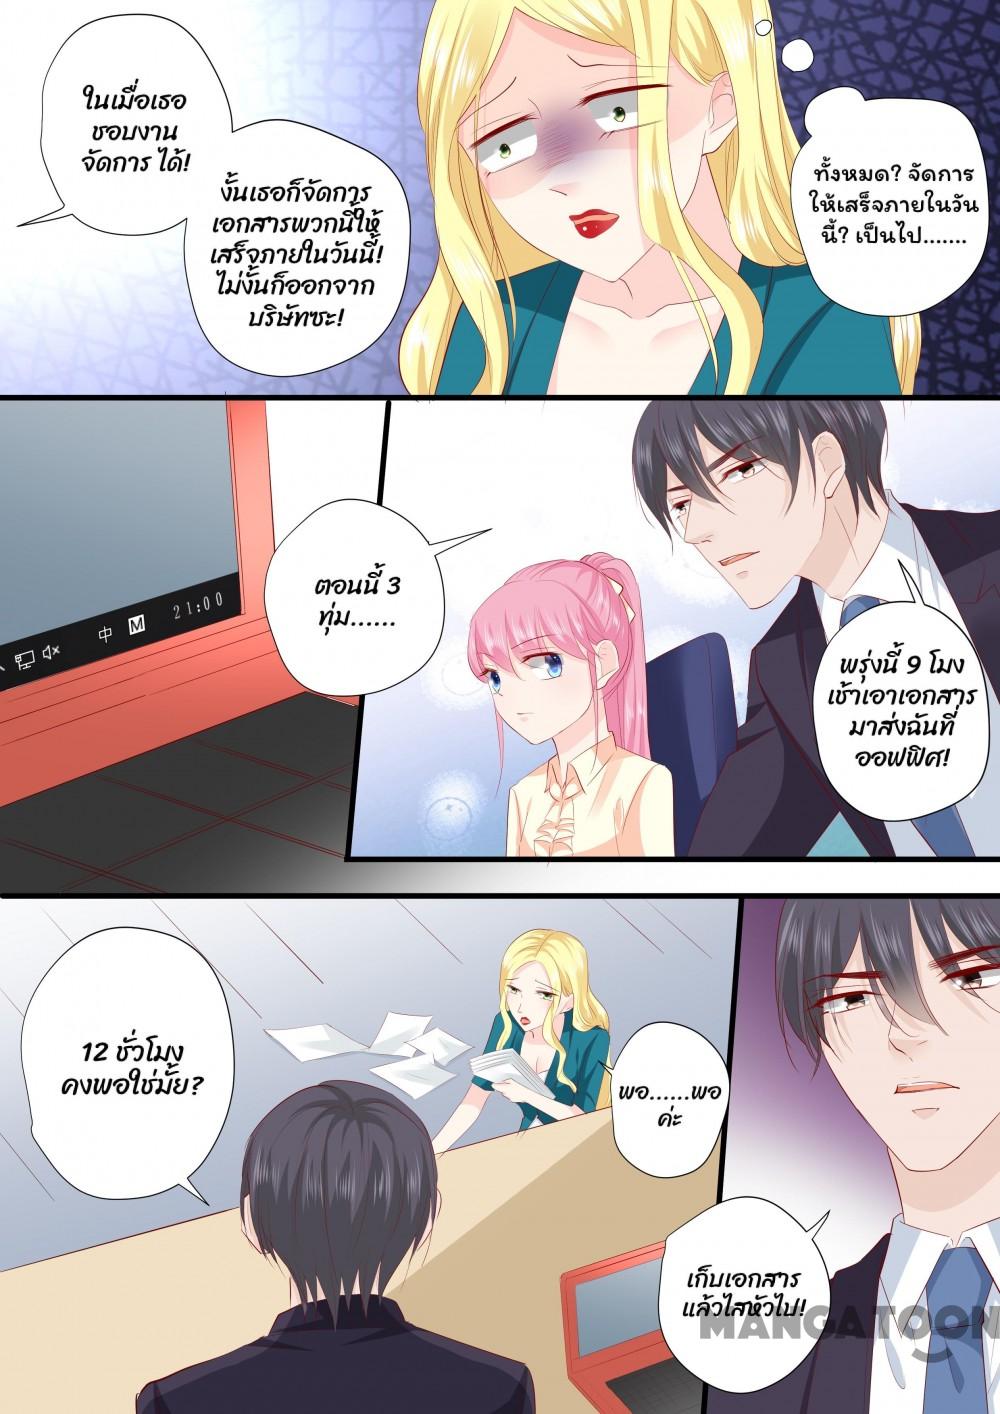 ในเมื่อเธอ
ชอบงาน
จัดการ ได้!
งั้นเธอก็จัดการ
เอกสารพวกนี้ให้
เสร็จภายในวันนี้!
ไม่งั้นก็ออกจาก
บริษัทซะ!
ทั้งหมด? จัดการ
ให้เสร็จภายในวัน
นี้? เป็นไป.......
中 M 21:00
ตอนนี้ 3
ทุ่ม......
พรุ่งนี้ 9 โมง
เช้าเอาเอกสาร
มาส่งฉันที่
ออฟฟิศ!
12 ชั่วโมง
คงพอใช่มั้ย?
พอ......พอ
ค่ะ
เก็บเอกสาร
แล้วไสหัวไป!
MANGATOON